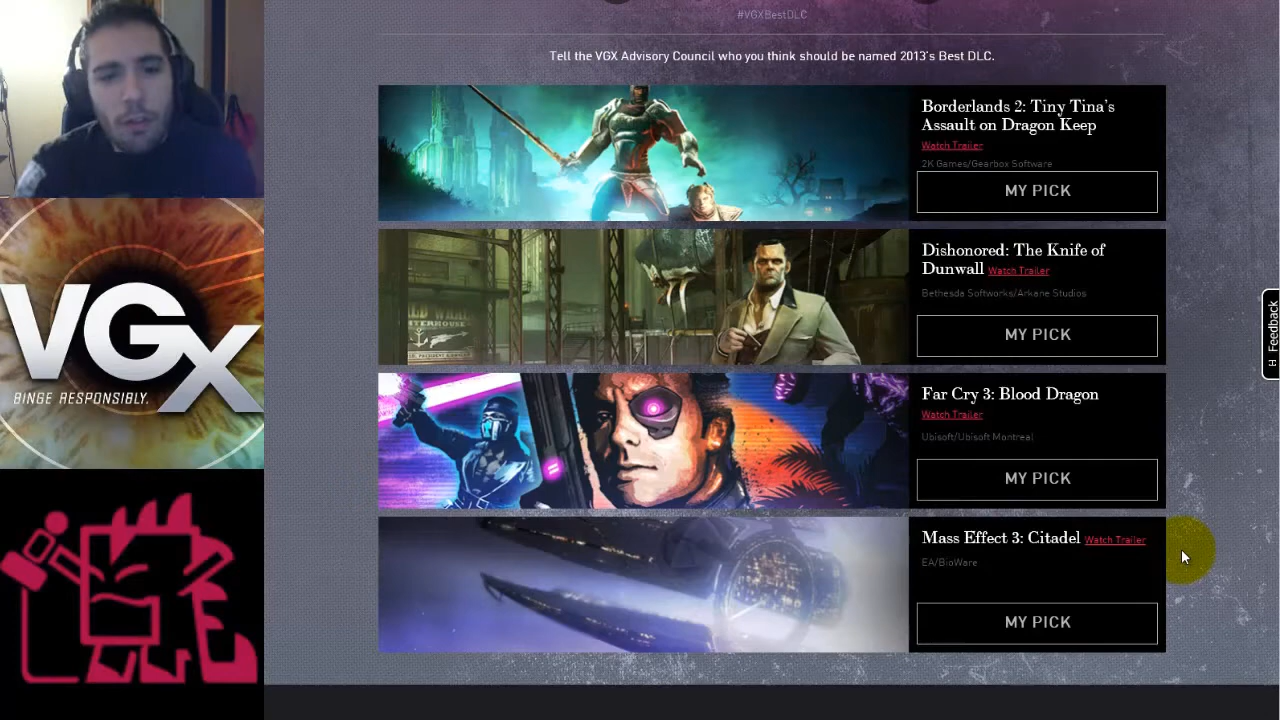 #VGXBestDLC
Tell the VGX Advisory Council who you think should be named 2013's Best DLC.
Borderlands 2: Tiny Tina's
Assault on Dragon Keep
Watch Trailer
2K Games/Gearbox Software
MY PICK
Dishonored: The Knife of
Dunwall Watch Trailer
Bethesda Softworks/Arkane Studios
MY PICK
Far Cry 3: Blood Dragon
Watch Trailer
Ubisoft/Ubisoft Montreal
MY PICK
Mass Effect 3: Citadel Watch Trailer
EA/BioWare
MY PICK
Feedback
VGX
BINGE RESPONSIBLY.